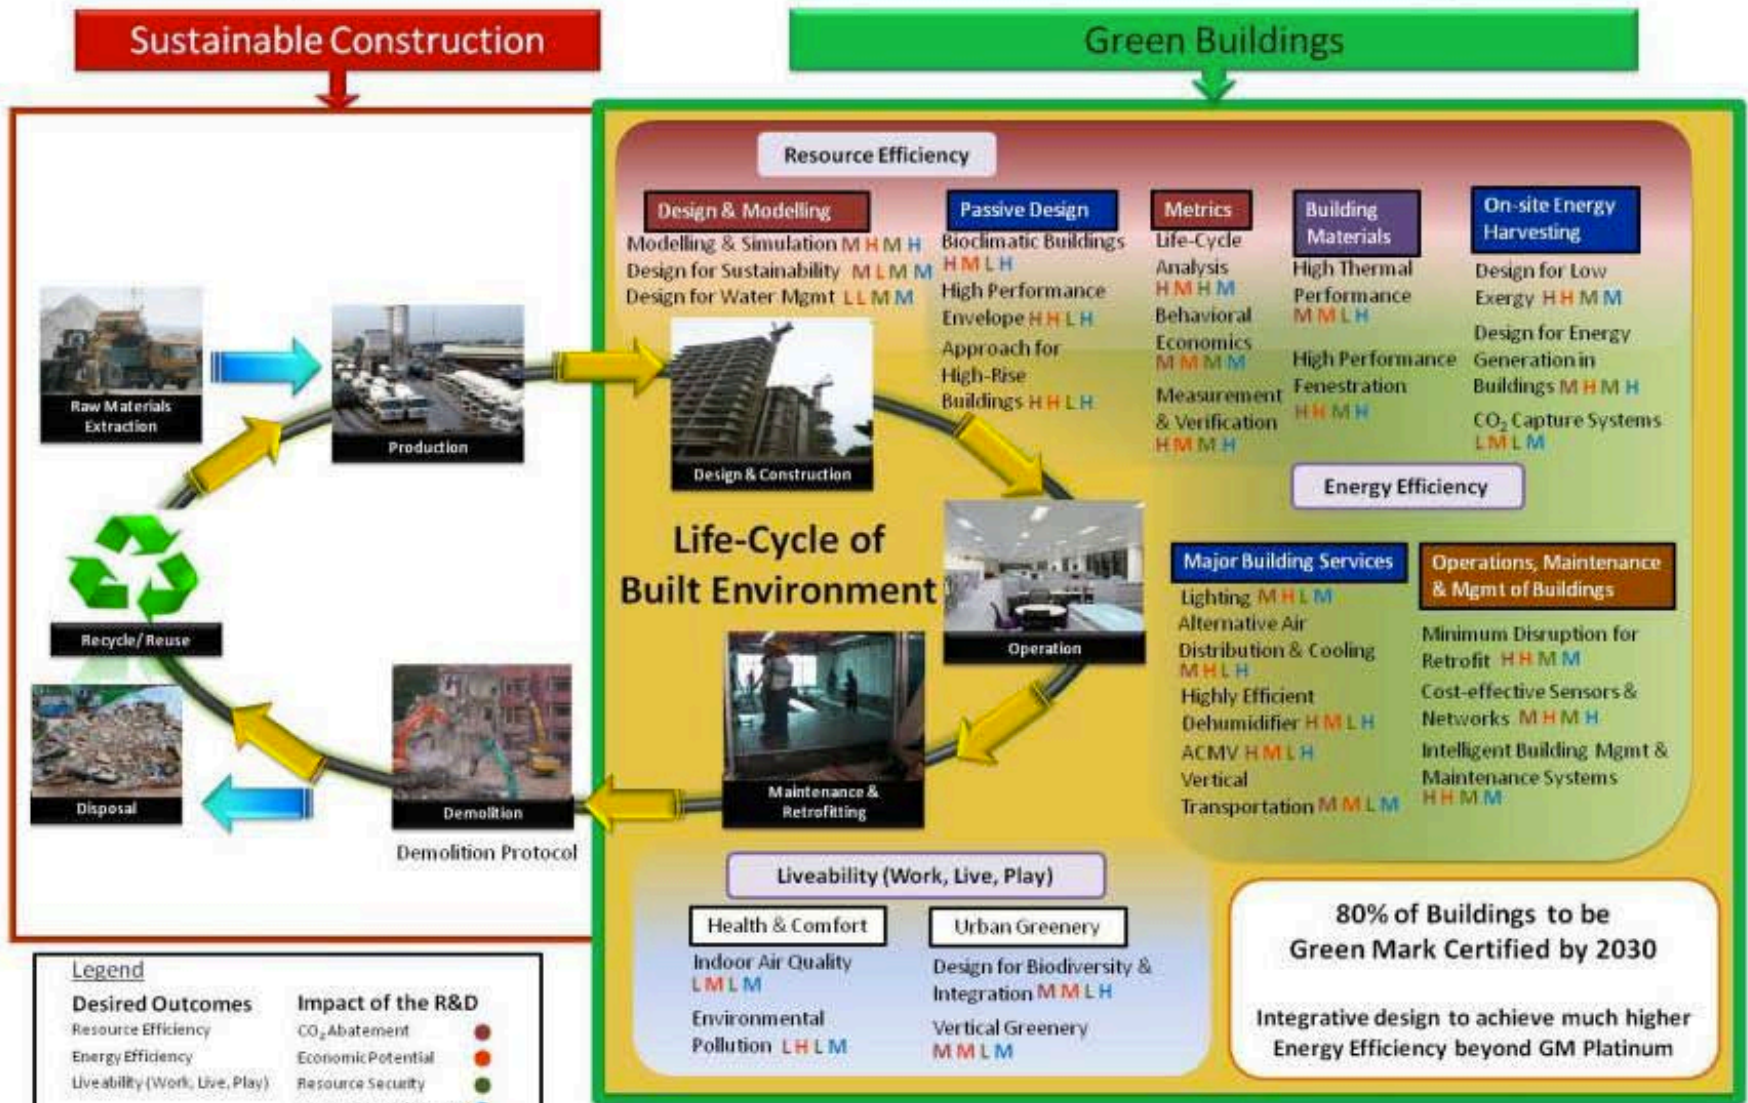 Sustainable Construction
Green Buildings
Resource Efficiency
Design & Modelling
Modelling & Simulation M H M H
Design for Sustainability M L M M
Design for Water Mgmt L L M M
Passive Design
Bioclimatic Buildings
H M L H
High Performance
Envelope H H L H
Approach for
High-Rise
Buildings H H L H
Metrics
Life-Cycle
Analysis
H M H M
Behavioral
Economics
M M M M
Measurement
& Verification
H M M H
Building
Materials
High Thermal
Performance
M M L H
High Performance
Fenestration
H H M H
On-site Energy
Harvesting
Design for Low
Exergy H H M M
Design for Energy
Generation in
Buildings M H M H
CO₂ Capture Systems
L M L M
Raw Materials
Extraction
Production
Design & Construction
Life-Cycle of
Built Environment
Operation
Maintenance &
Retrofitting
Demolition
Demolition Protocol
Disposal
Recycle/ Reuse
Energy Efficiency
Major Building Services
Lighting M H L M
Alternative Air
Distribution & Cooling
M H L H
Highly Efficient
Dehumidifier H M L H
ACMV H M L H
Vertical
Transportation M M L M
Operations, Maintenance
& Mgmt of Buildings
Minimum Disruption for
Retrofit H H M M
Cost-effective Sensors &
Networks M H M H
Intelligent Building Mgmt &
Maintenance Systems
H H M M
Liveability (Work, Live, Play)
Health & Comfort
Indoor Air Quality
L M L M
Environmental
Pollution L H L M
Urban Greenery
Design for Biodiversity &
Integration M M L H
Vertical Greenery
M M L M
80% of Buildings to be
Green Mark Certified by 2030
Integrative design to achieve much higher
Energy Efficiency beyond GM Platinum
Legend
Desired Outcomes
Resource Efficiency
Energy Efficiency
Liveability (Work, Live, Play)
Impact of the R&D
CO₂ Abatement
Economic Potential
Resource Security